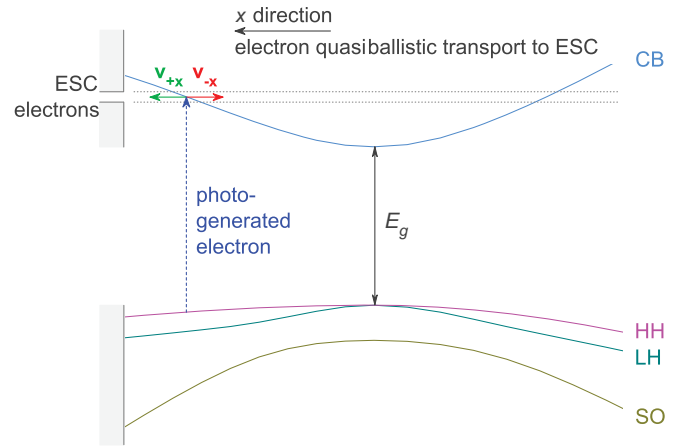 x direction
electron quasiballistic transport to ESC
CB
v+x
v-x
ESC
electrons
photo-
generated
electron
Eg
HH
LH
SO